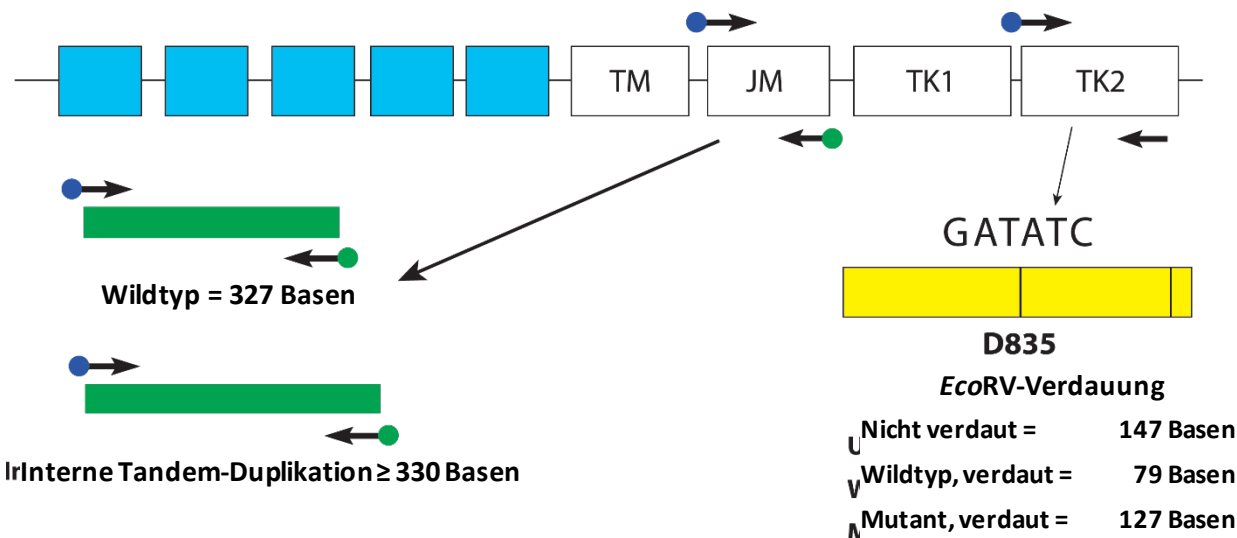 TM JM TK1 TK2
GATATC
Wildtyp = 327 Basen
D835
EcoRV-Verdauung
Nicht verdaut = 147 Basen
Interne Tandem-Duplikation ≥ 330 Basen
Wildtyp, verdaut = 79 Basen
Mutant, verdaut = 127 Basen